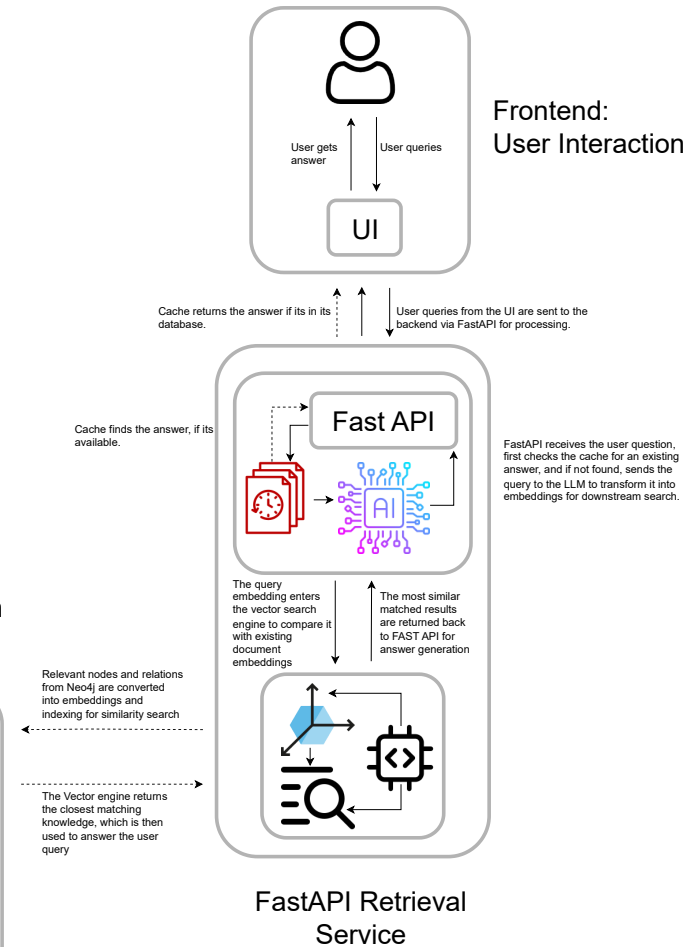 Frontend:
User Interaction
User gets
answer
User queries
UI
Cache returns the answer if its in its
database.
User queries from the UI are sent to the
backend via FastAPI for processing.
Fast API
Cache finds the answer, if its
available.
FastAPI receives the user question,
first checks the cache for an existing
answer, and if not found, sends the
query to the LLM to transform it into
embeddings for downstream search.
AI
The query
embedding enters
the vector search
engine to compare it
with existing
document
embeddings
The most similar
matched results
are returned back
to FAST API for
answer generation
Relevant nodes and relations
from Neo4j are converted
into embeddings and
indexing for similarity search
The Vector engine returns
the closest matching
knowledge, which is then
used to answer the user
query
FastAPI Retrieval
Service